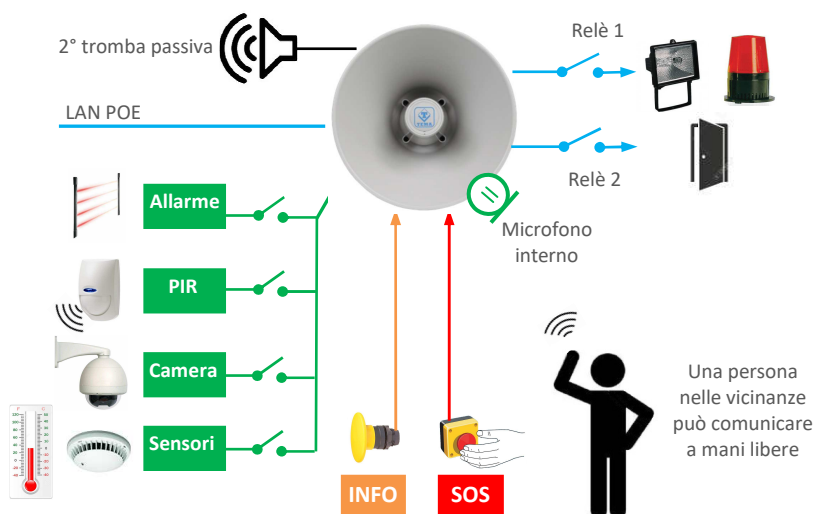 2° tromba passiva
Relè 1
LAN POE
Relè 2
Allarme
Microfono
interno
PIR
Camera
Una persona
nelle vicinanze
può comunicare
a mani libere
Sensori
INFO
SOS